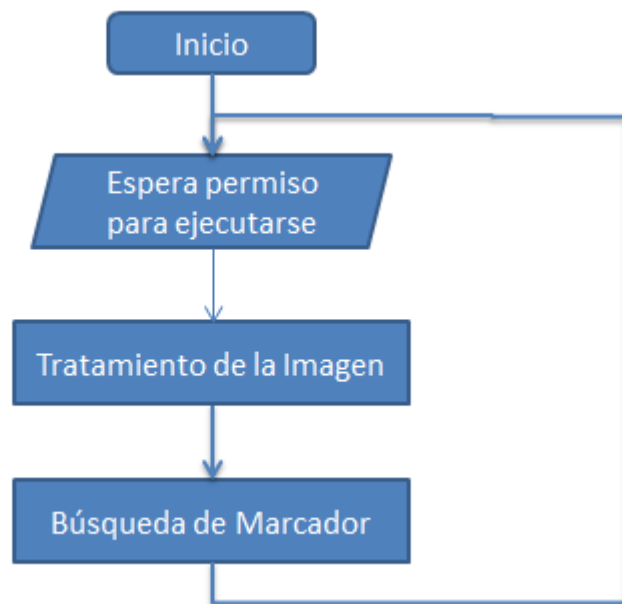 Inicio
Espera permiso
para ejecutarse
Tratamiento de la Imagen
Búsqueda de Marcador